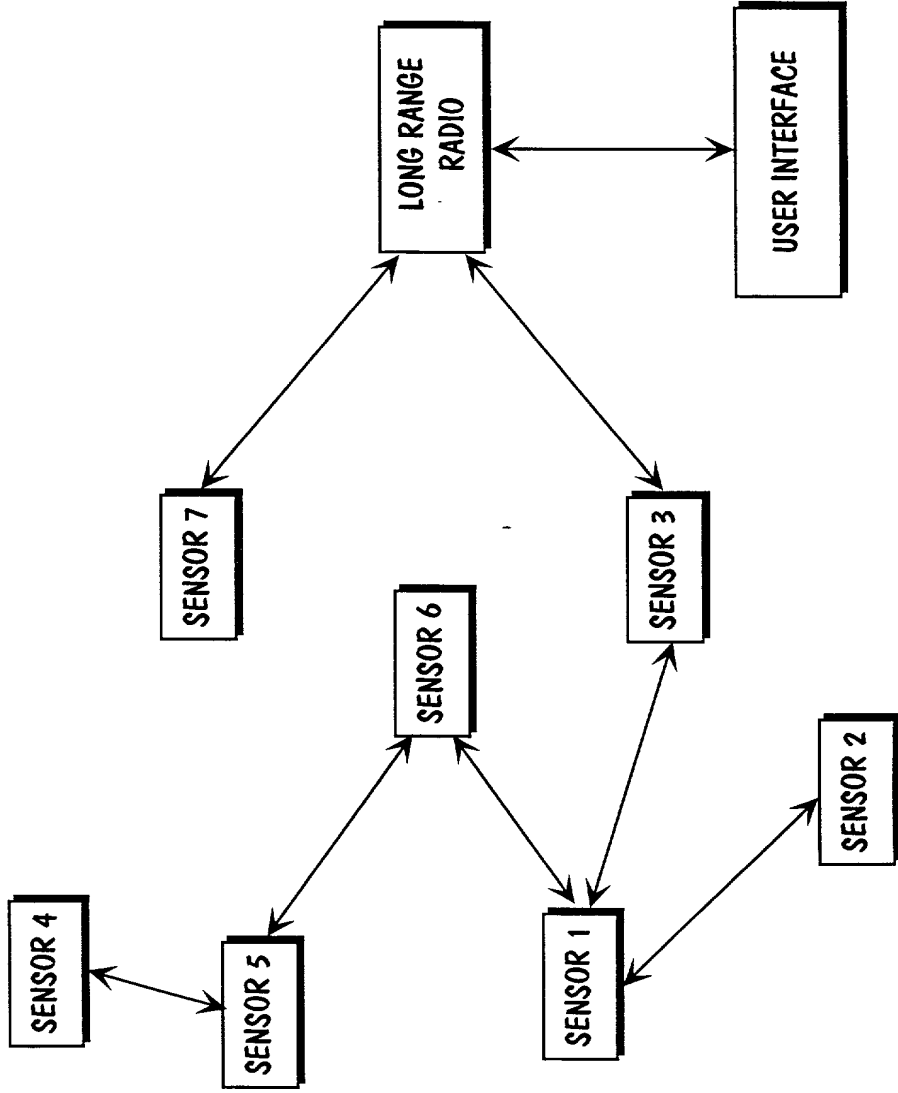 SENSOR 4
SENSOR 7
SENSOR 5
SENSOR 6
LONG RANGE
RADIO
SENSOR 1
SENSOR 3
USER INTERFACE
SENSOR 2